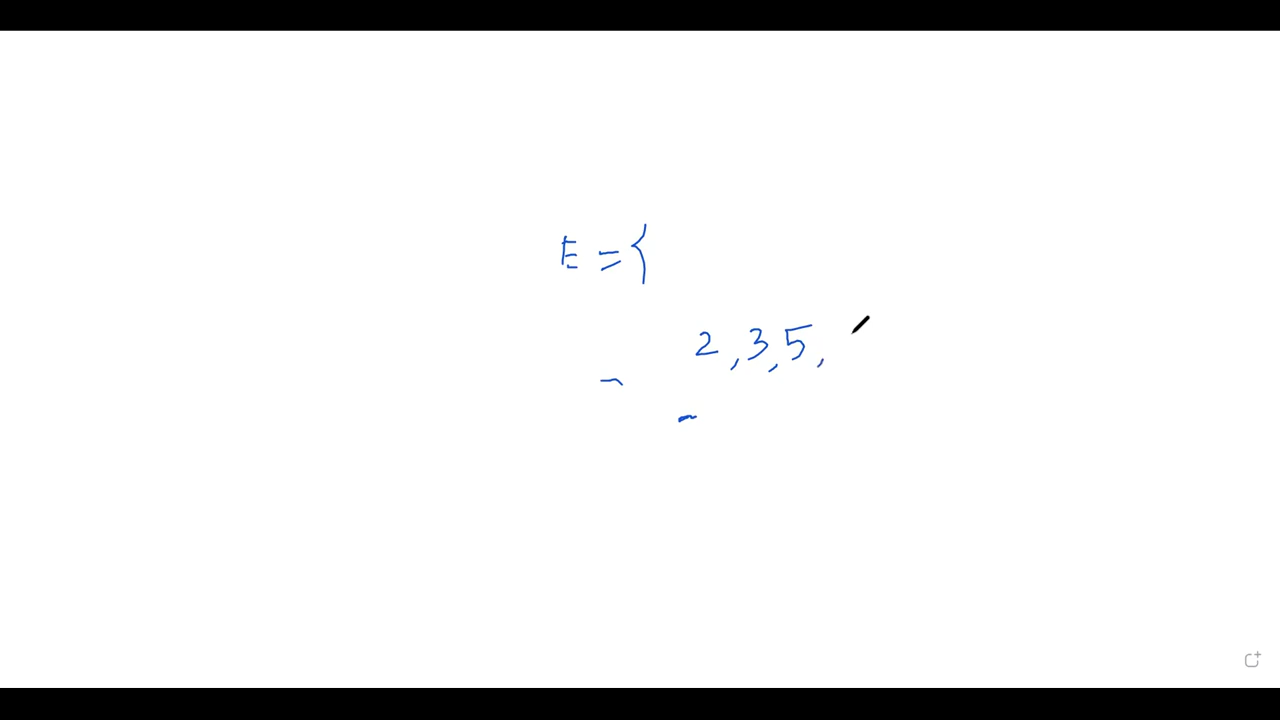 E = {
2, 3, 5,